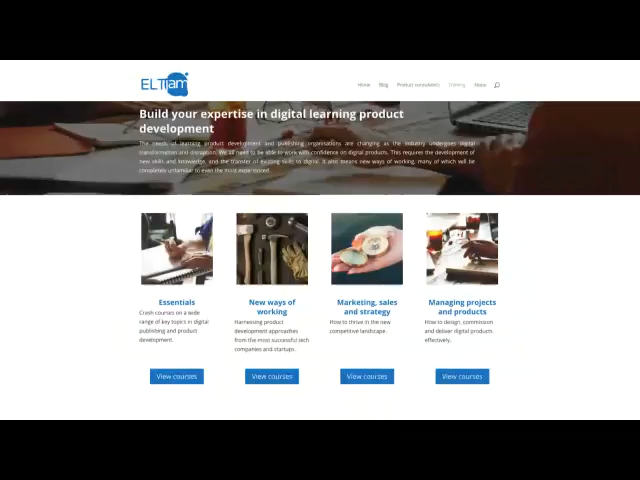 ELTjam
Home Blog Product consultants Training About
Build your expertise in digital learning product
development
The needs of learning product development and publishing organisations are changing as the industry undergoes digital
transformation and disruption. We all need to be able to work with confidence on digital products. This requires the development of
new skills and knowledge, and the transfer of existing skills to digital. It also means new ways of working, many of which will be
completely unfamiliar to even the most experienced.
Essentials
Crash courses on a wide
range of key topics in digital
publishing and product
development.
View courses
New ways of
working
Harnessing product
development approaches
from the most successful tech
companies and startups.
View courses
Marketing, sales
and strategy
How to thrive in the new
competitive landscape.
View courses
Managing projects
and products
How to design, commission
and deliver digital products
effectively.
View courses